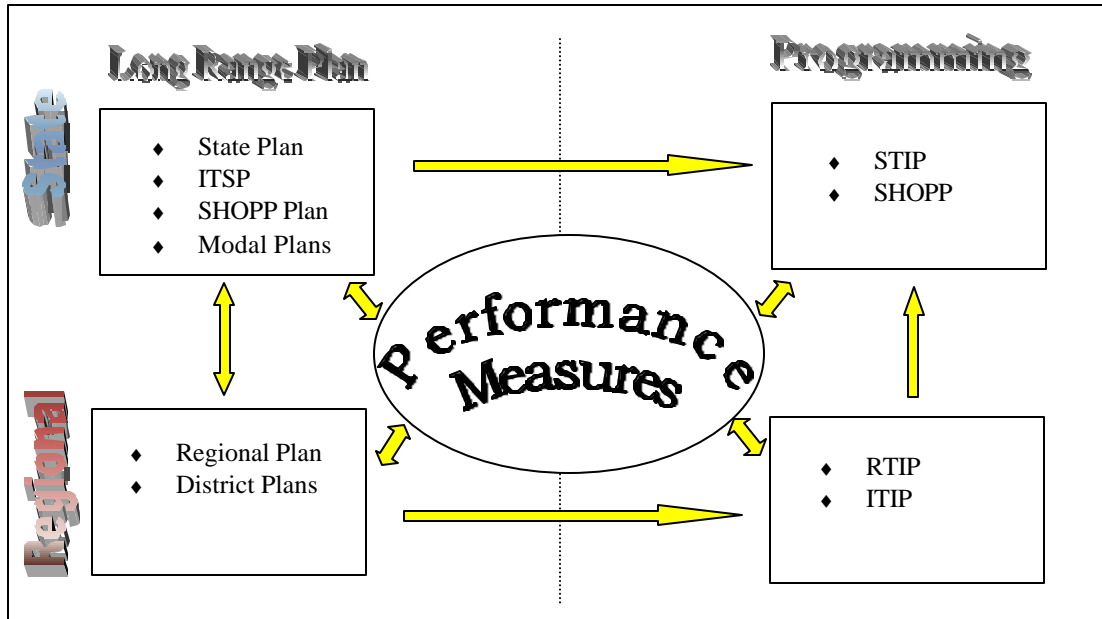 Long Range Plan
Programming
State
♦ State Plan
♦ ITSP
♦ SHOPP Plan
♦ Modal Plans
♦ STIP
♦ SHOPP
Performance
Measures
Regional
♦ Regional Plan
♦ District Plans
♦ RTIP
♦ ITIP